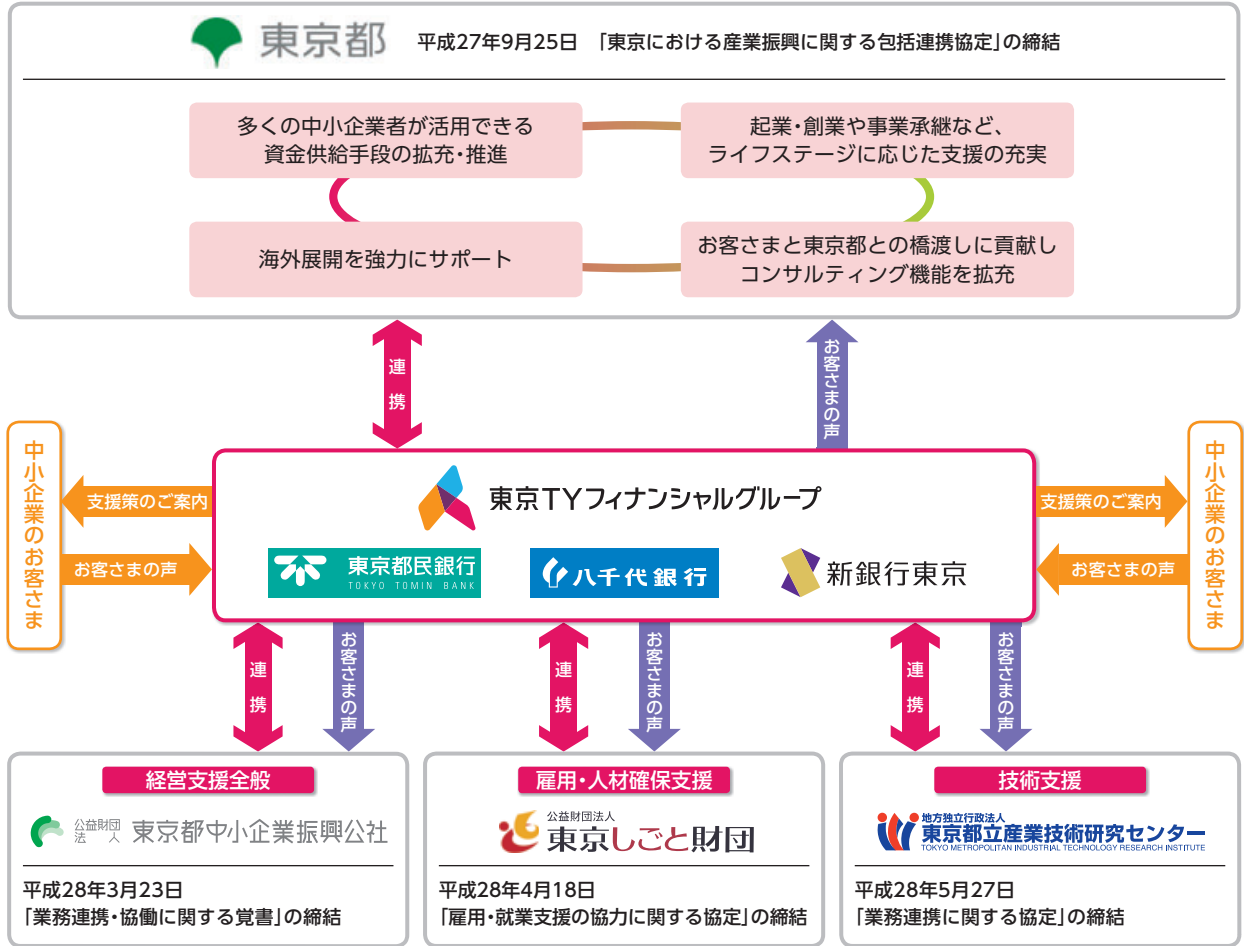 東京都 平成27年9月25日 「東京における産業振興に関する包括連携協定」の締結
多くの中小企業者が活用できる
資金供給手段の拡充・推進
起業・創業や事業承継など、
ライフステージに応じた支援の充実
海外展開を強力にサポート
お客さまと東京都との橋渡しに貢献し
コンサルティング機能を拡充
連携
お客さまの声
中小企業のお客さま
支援策のご案内
お客さまの声
東京TYフィナンシャルグループ
東京都民銀行
TOKYO TOMIN BANK
八千代銀行
新銀行東京
支援策のご案内
お客さまの声
中小企業のお客さま
連携
お客さまの声
連携
お客さまの声
連携
お客さまの声
経営支援全般
公益財団法人 東京都中小企業振興公社
平成28年3月23日
「業務連携・協働に関する覚書」の締結
雇用・人材確保支援
公益財団法人
東京しごと財団
平成28年4月18日
「雇用・就業支援の協力に関する協定」の締結
技術支援
地方独立行政法人
東京都立産業技術研究センター
TOKYO METROPOLITAN INDUSTRIAL TECHNOLOGY RESEARCH INSTITUTE
平成28年5月27日
「業務連携に関する協定」の締結